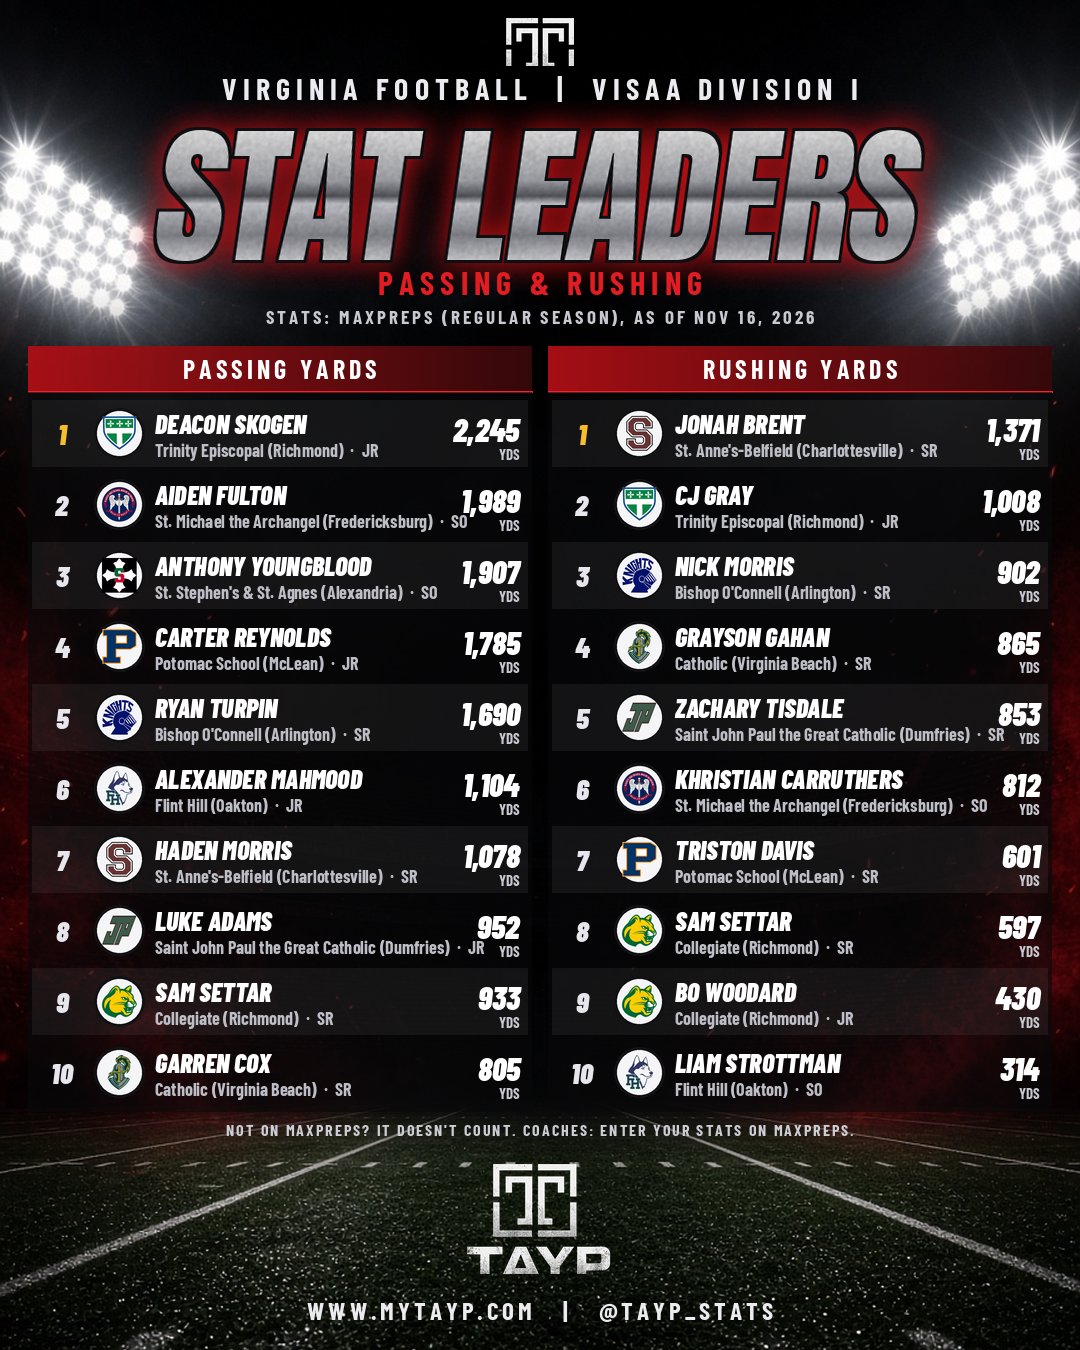 VIRGINIA FOOTBALL | VISAA DIVISION I
STAT LEADERS
PASSING & RUSHING
STATS: MAXPREPS (REGULAR SEASON), AS OF NOV 16, 2026
PASSING YARDS
1 DEACON SKOGEN 2,245
Trinity Episcopal (Richmond) · JR YDS
2 AIDEN FULTON 1,989
St. Michael the Archangel (Fredericksburg) · SO YDS
3 ANTHONY YOUNGBLOOD 1,907
St. Stephen's & St. Agnes (Alexandria) · SO YDS
4 CARTER REYNOLDS 1,785
Potomac School (McLean) · JR YDS
5 RYAN TURPIN 1,690
Bishop O'Connell (Arlington) · SR YDS
6 ALEXANDER MAHMOOD 1,104
Flint Hill (Oakton) · JR YDS
7 HADEN MORRIS 1,078
St. Anne's-Belfield (Charlottesville) · SR YDS
8 LUKE ADAMS 952
Saint John Paul the Great Catholic (Dumfries) · JR YDS
9 SAM SETTAR 933
Collegiate (Richmond) · SR YDS
10 GARREN COX 805
Catholic (Virginia Beach) · SR YDS
RUSHING YARDS
1 JONAH BRENT 1,371
St. Anne's-Belfield (Charlottesville) · SR YDS
2 CJ GRAY 1,008
Trinity Episcopal (Richmond) · JR YDS
3 NICK MORRIS 902
Bishop O'Connell (Arlington) · SR YDS
4 GRAYSON GAHAN 865
Catholic (Virginia Beach) · SR YDS
5 ZACHARY TISDALE 853
Saint John Paul the Great Catholic (Dumfries) · SR YDS
6 KHRISTIAN CARRUTHERS 812
St. Michael the Archangel (Fredericksburg) · SO YDS
7 TRISTON DAVIS 601
Potomac School (McLean) · SR YDS
8 SAM SETTAR 597
Collegiate (Richmond) · SR YDS
9 BO WOODARD 430
Collegiate (Richmond) · JR YDS
10 LIAM STROTTMAN 314
Flint Hill (Oakton) · SO YDS
NOT ON MAXPREPS? IT DOESN'T COUNT. COACHES: ENTER YOUR STATS ON MAXPREPS.
TAYP
WWW.MYTAYP.COM | @TAYP_STATS